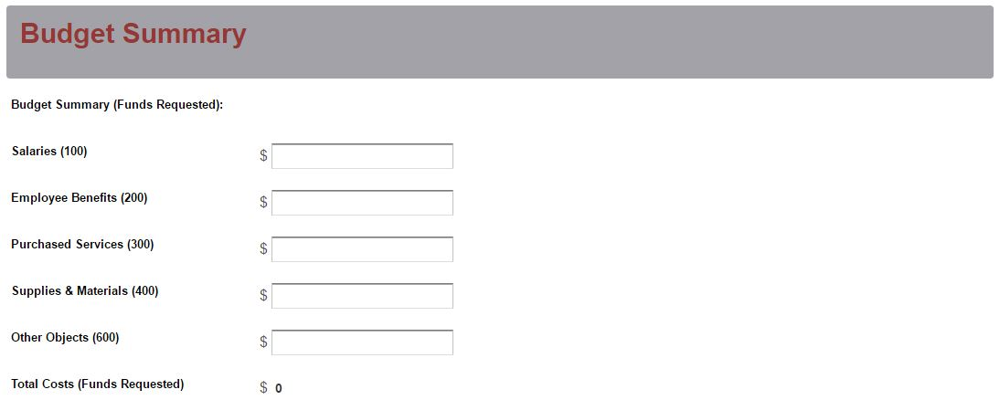 Budget Summary
Budget Summary (Funds Requested):
Salaries (100) $
Employee Benefits (200) $
Purchased Services (300) $
Supplies & Materials (400) $
Other Objects (600) $
Total Costs (Funds Requested) $ 0